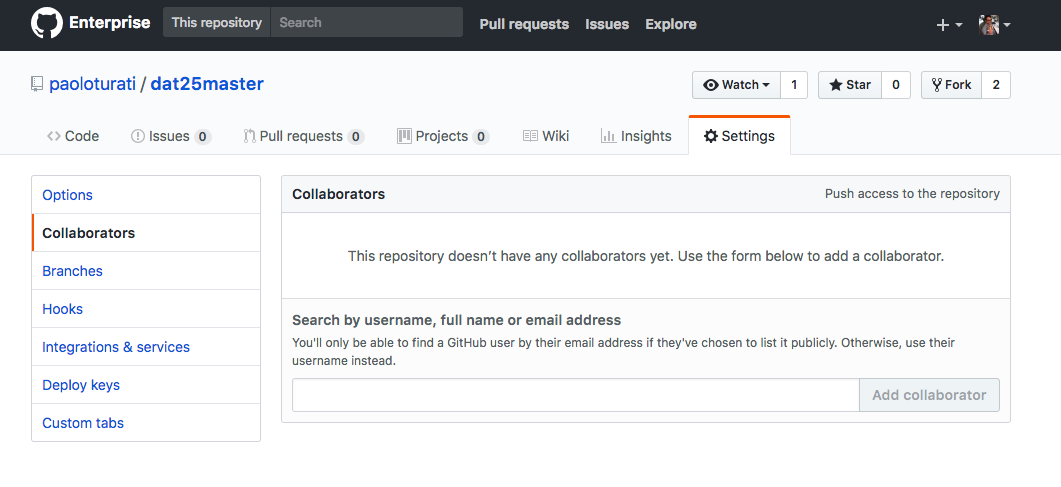 Enterprise This repository Search Pull requests Issues Explore
paoloturati / dat25master Watch 1 Star 0 Fork 2
Code Issues 0 Pull requests 0 Projects 0 Wiki Insights Settings
Options
Collaborators
Branches
Hooks
Integrations & services
Deploy keys
Custom tabs
Collaborators Push access to the repository
This repository doesn’t have any collaborators yet. Use the form below to add a collaborator.
Search by username, full name or email address
You'll only be able to find a GitHub user by their email address if they've chosen to list it publicly. Otherwise, use their
username instead.
Add collaborator